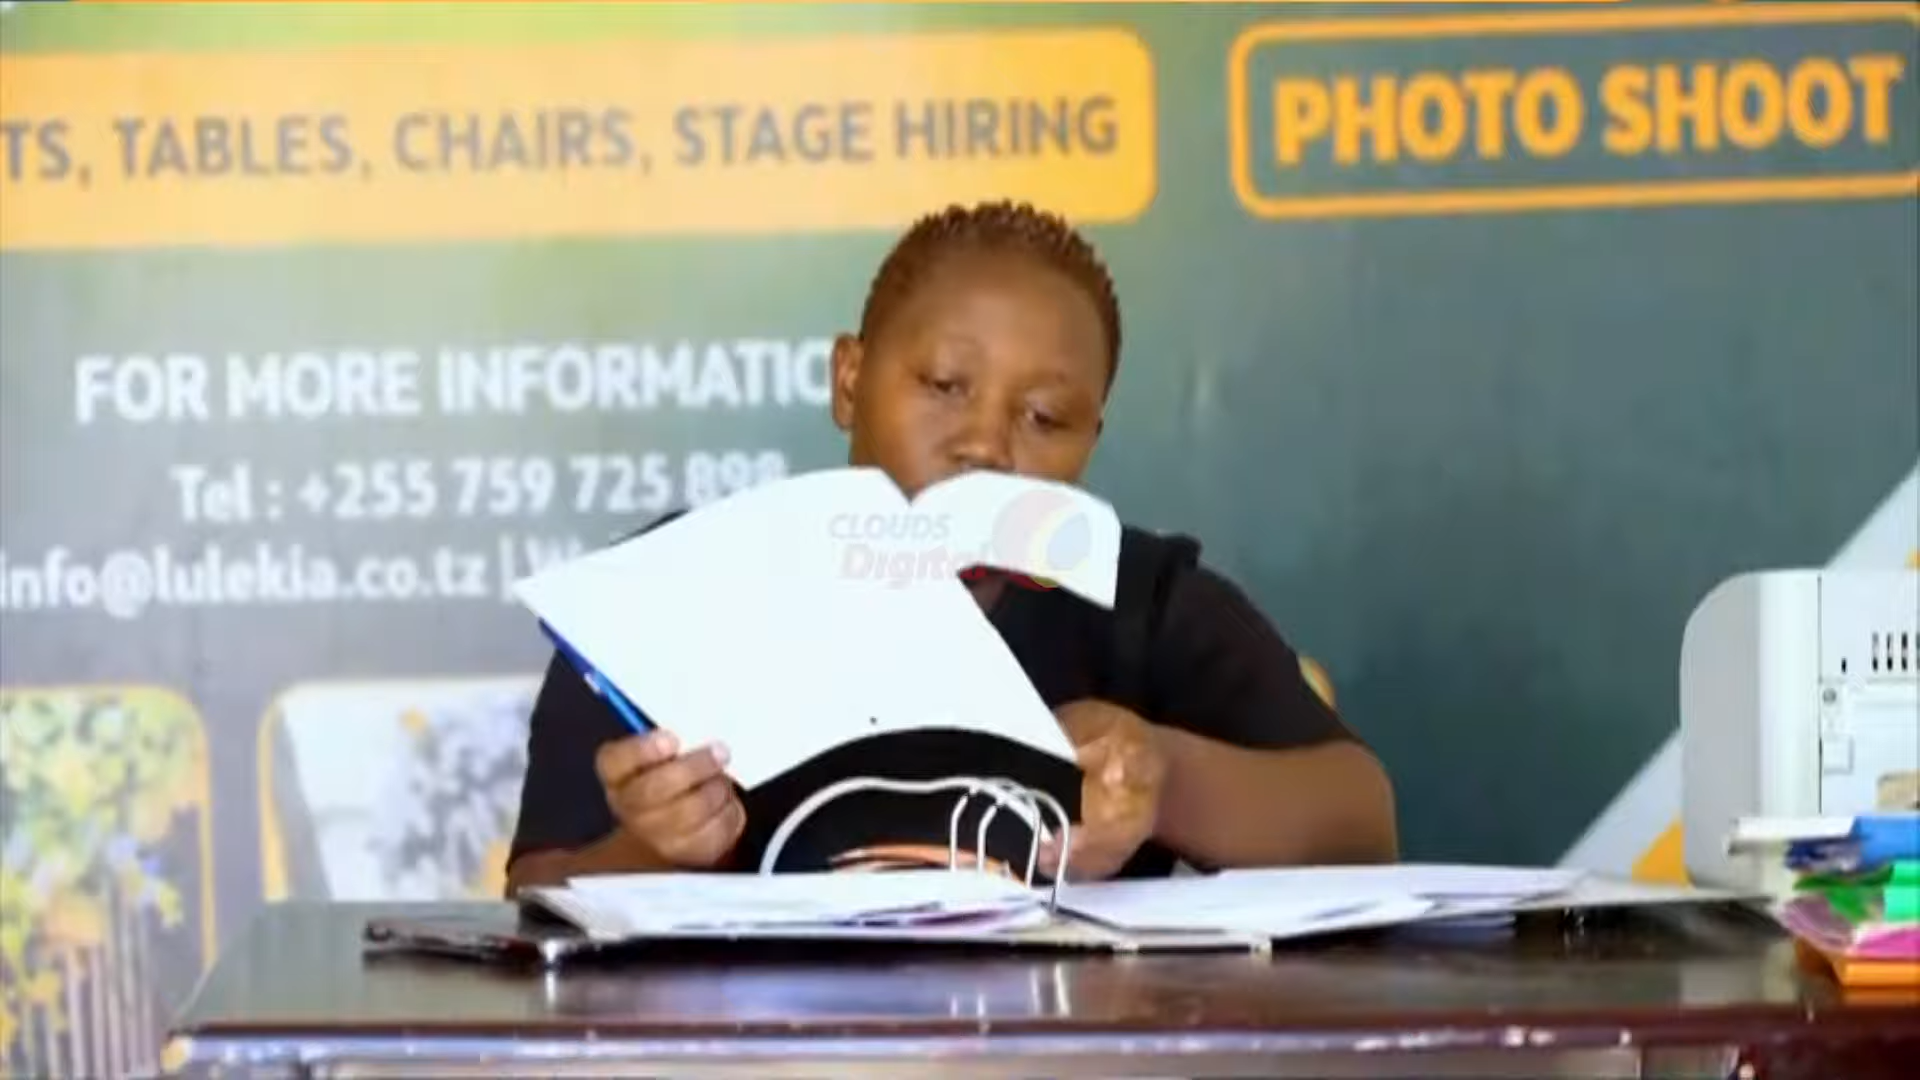 TS, TABLES, CHAIRS, STAGE HIRING
PHOTO SHOOT
FOR MORE INFORMATIO
Tel : +255 759 725 898
info@lulekia.co.tz | W
CLOUDS
Digital